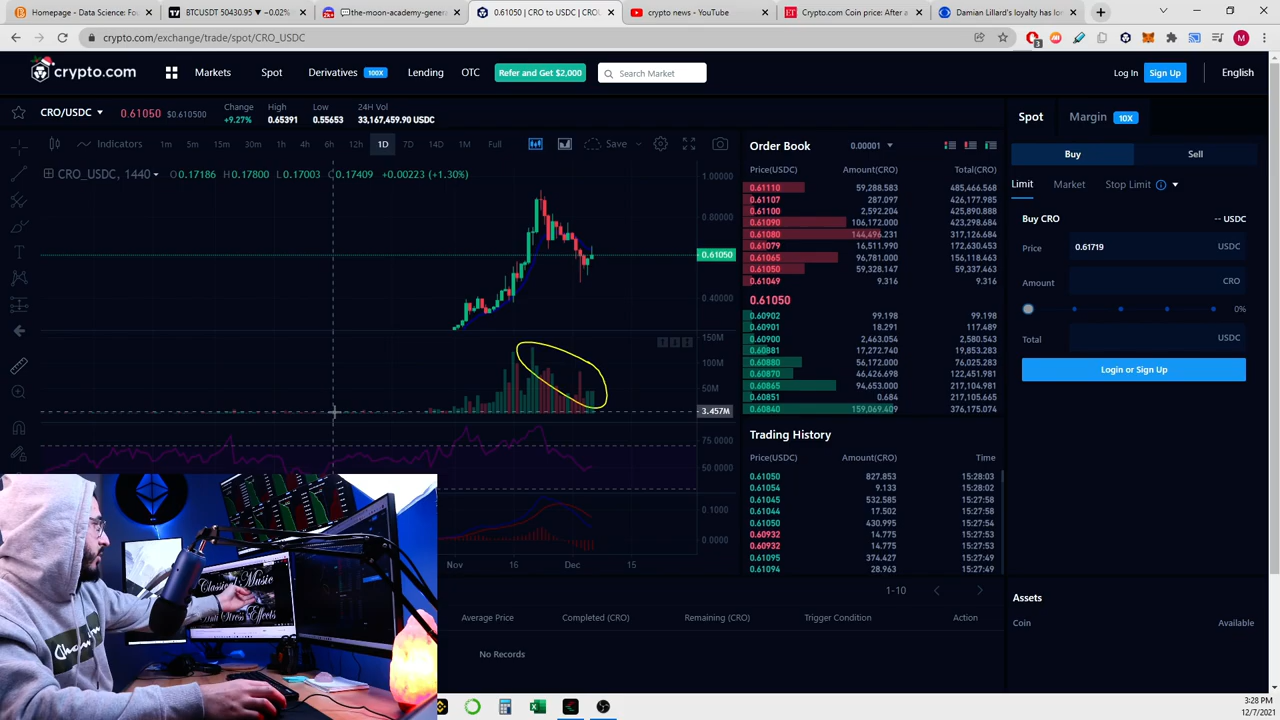 Bootcamp: Data Science: Fou
BTCUSDT 50430.95 ▼ −0.02%
:the-moon-academy-genera
0.61050 | CRO to USDC | CRO
crypto news - YouTube
Crypto.com Coin price: After a
Damian Lillard's loyalty has lo
crypto.com/exchange/trade/spot/CRO_USDC
crypto.com Markets Spot Derivatives 100X Lending OTC Refer and Get $2,000 Search Market Log In Sign Up English
CRO/USDC 0.61050 $0.610500
Change High Low 24H Vol
+9.27% 0.65391 0.55653 33,167,459.90 USDC
Indicators 1m 5m 15m 30m 1h 4h 6h 12h 1D 7D 14D 1M Full Save
CRO_USDC, 1440 O0.17186 H0.17800 L0.17003 C0.17409 +0.00223 (+1.30%)
1.00000
0.80000
0.61050
0.40000
150M
100M
50M
3.457M
75.0000
50.0000
0.1000
0.0000
Nov 16 Dec 15
Order Book 0.00001
Price(USDC) Amount(CRO) Total(CRO)
0.61110 59,288.583 485,466.568
0.61107 287.097 426,177.985
0.61100 2,592.204 425,890.888
0.61090 106,172.000 423,298.684
0.61080 144,496.231 317,126.684
0.61079 16,511.990 172,630.453
0.61065 96,781.000 156,118.463
0.61050 59,328.147 59,337.463
0.61049 9.316 9.316
0.61050
0.60902 99.198 99.198
0.60901 18.291 117.489
0.60900 2,463.054 2,580.543
0.60881 17,272.740 19,853.283
0.60880 56,172.000 76,025.283
0.60870 46,426.698 122,451.981
0.60865 94,653.000 217,104.981
0.60851 0.684 217,104.981
0.60840 159,069.409 376,175.074
Trading History
Price(USDC) Amount(CRO) Time
0.61050 827.853 15:28:03
0.61054 9.133 15:28:02
0.61045 532.585 15:27:58
0.61044 17.502 15:27:58
0.61050 430.995 15:27:54
0.60932 14.775 15:27:53
0.60932 14.775 15:27:53
0.61095 374.427 15:27:49
0.61094 28.963 15:27:49
1-10
Average Price Completed (CRO) Remaining (CRO) Trigger Condition Action
No Records
Spot Margin 10X
Buy Sell
Limit Market Stop Limit
Buy CRO -- USDC
Price 0.61719 USDC
Amount CRO
0%
Total USDC
Login or Sign Up
Assets
Coin Available
Classical Music
Anti Stress Effects
3:28 PM
12/7/2021